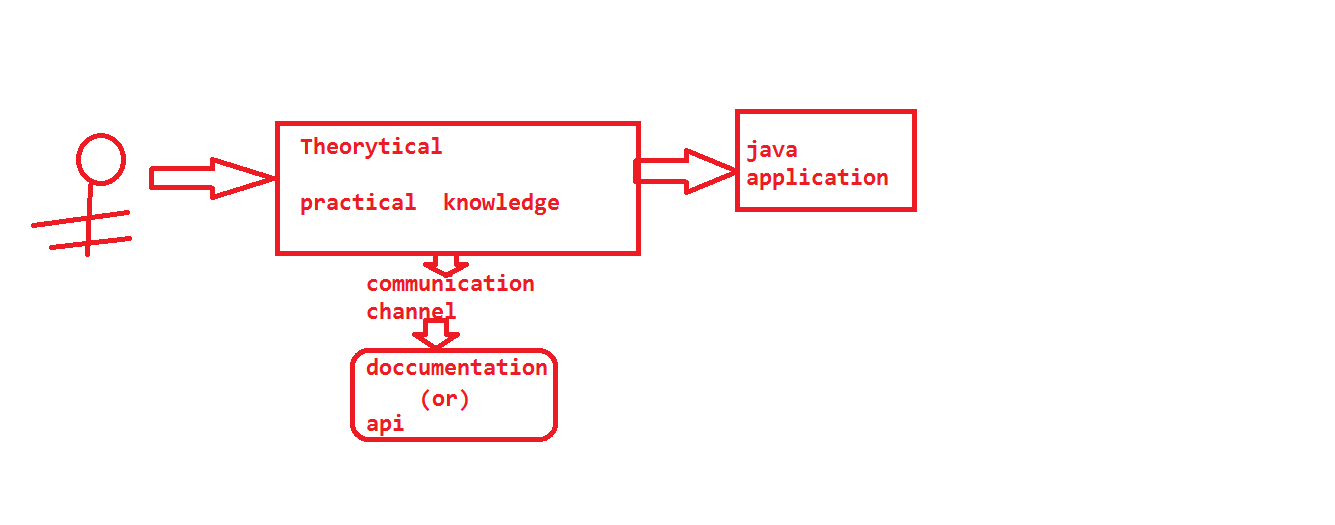 Theorytical
practical knowledge
java
application
communication
channel
doccumentation
(or)
api